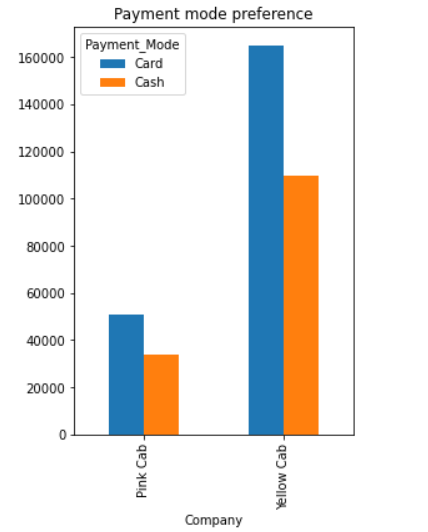 Payment mode preference
Payment_Mode
Card
Cash
160000
140000
120000
100000
80000
60000
40000
20000
0
Pink Cab
Yellow Cab
Company